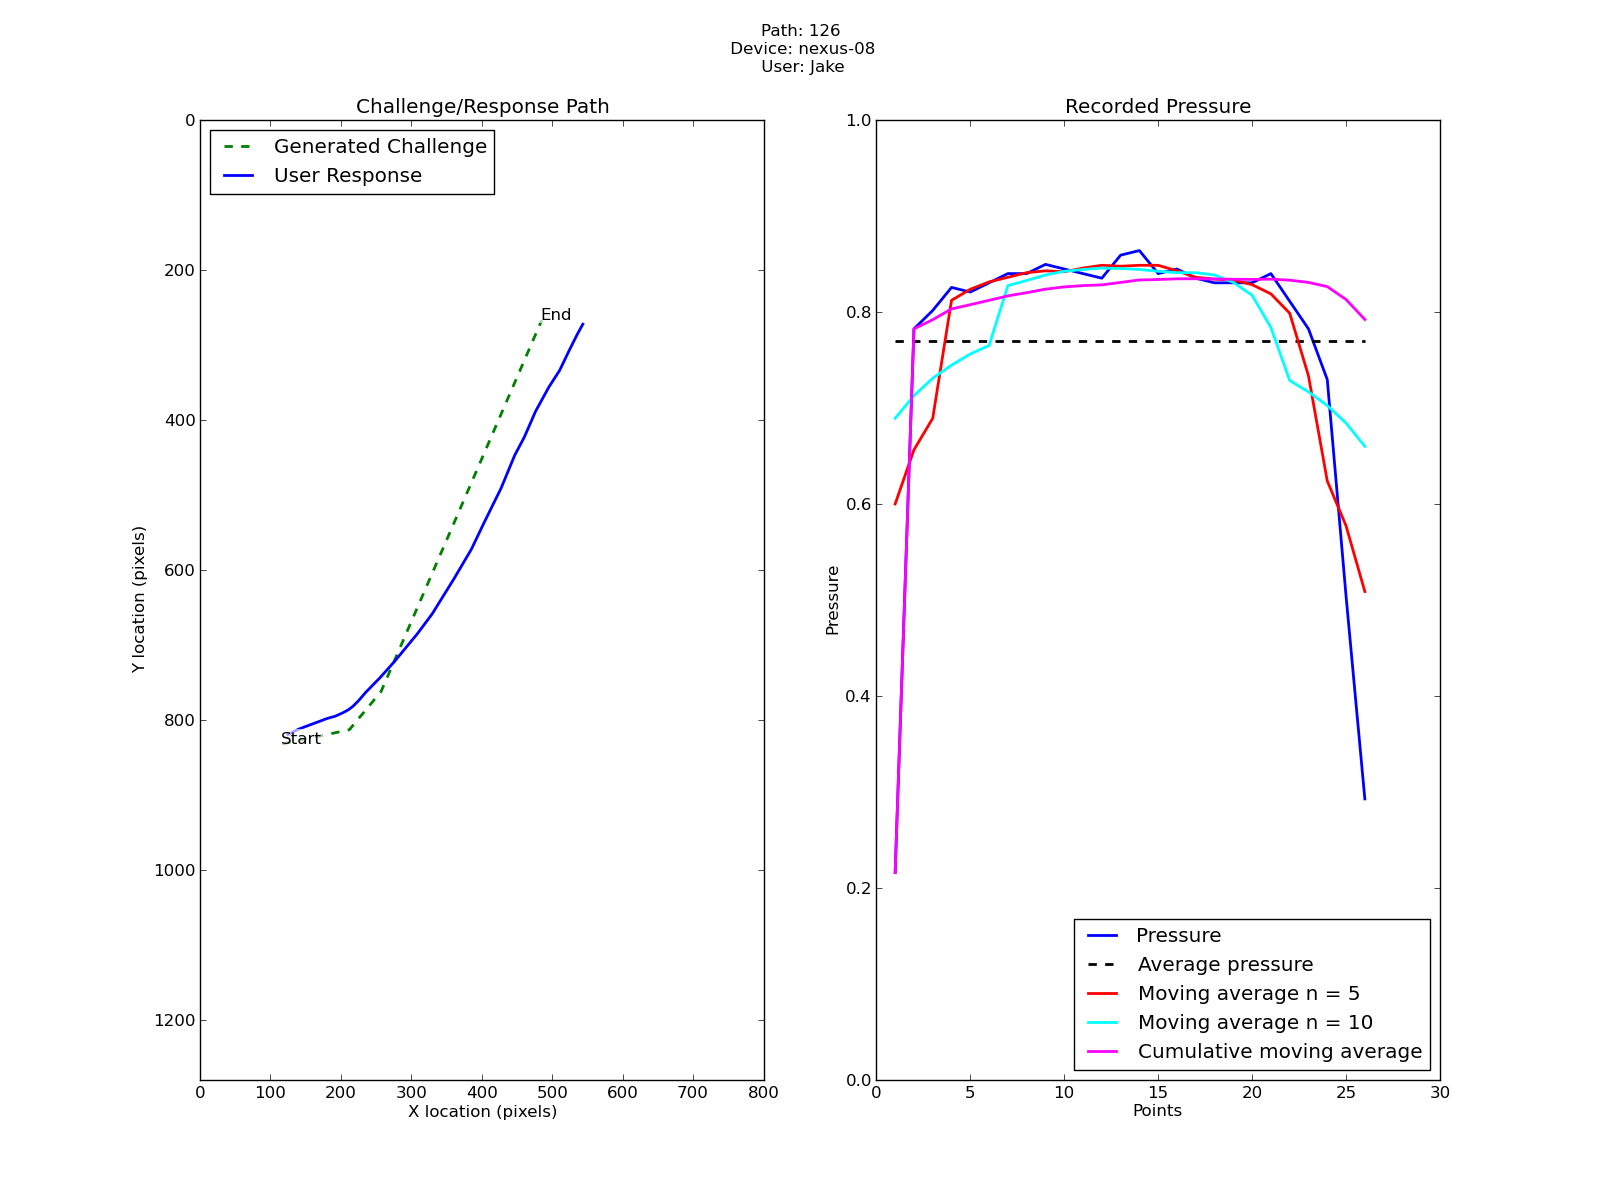 Path: 126
Device: nexus-08
User: Jake
Challenge/Response Path
0
200
400
600
800
1000
1200
Y location (pixels)
Generated Challenge
User Response
End
Start
0 100 200 300 400 500 600 700 800
X location (pixels)
Recorded Pressure
1.0
0.8
0.6
0.4
0.2
0.0
Pressure
Pressure
Average pressure
Moving average n = 5
Moving average n = 10
Cumulative moving average
0 5 10 15 20 25 30
Points